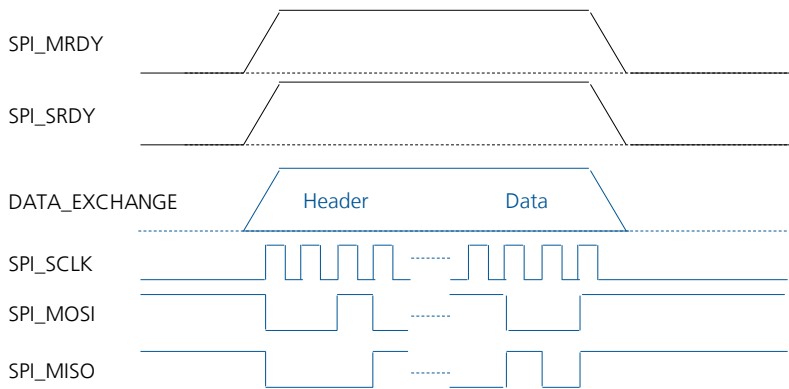 SPI_MRDY
SPI_SRDY
DATA_EXCHANGE
Header Data
SPI_SCLK
SPI_MOSI
SPI_MISO